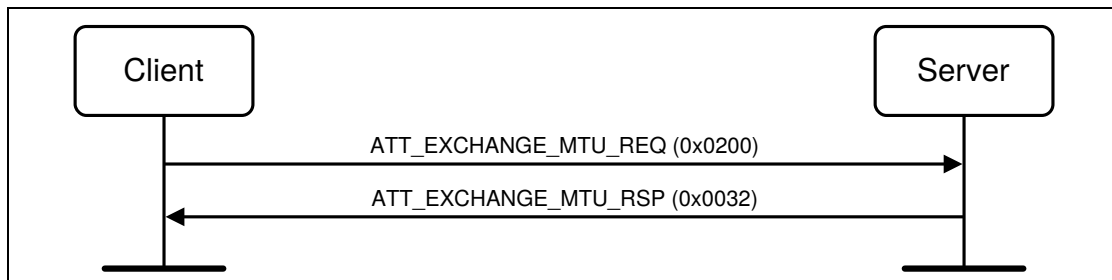 Client
Server
ATT_EXCHANGE_MTU_REQ (0x0200)
ATT_EXCHANGE_MTU_RSP (0x0032)